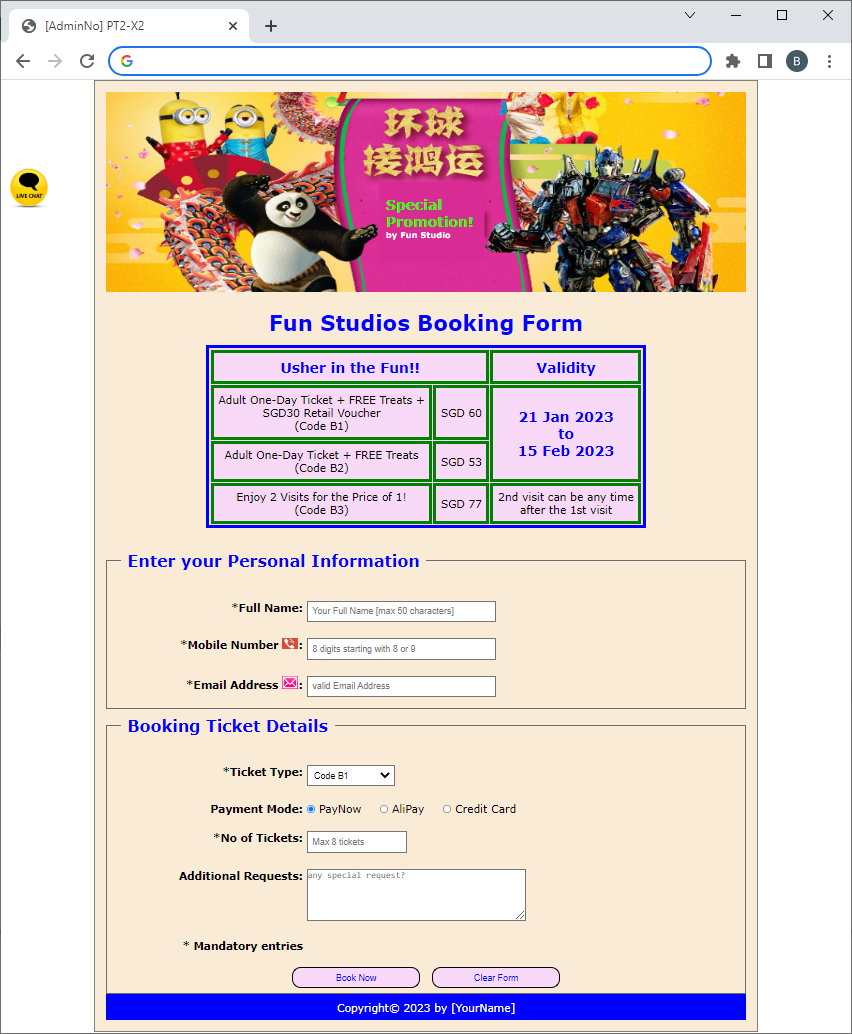 [AdminNo] PT2-X2
B
LIVE CHAT
环球
接鸿运
Special
Promotion!
by Fun Studio
Fun Studios Booking Form
Usher in the Fun!! Validity
Adult One-Day Ticket + FREE Treats +
SGD30 Retail Voucher
(Code B1)
SGD 60
21 Jan 2023
to
15 Feb 2023
Adult One-Day Ticket + FREE Treats
(Code B2)
SGD 53
Enjoy 2 Visits for the Price of 1!
(Code B3)
SGD 77
2nd visit can be any time
after the 1st visit
Enter your Personal Information
*Full Name: Your Full Name [max 50 characters]
*Mobile Number : 8 digits starting with 8 or 9
*Email Address : valid Email Address
Booking Ticket Details
*Ticket Type: Code B1
Payment Mode: PayNow AliPay Credit Card
*No of Tickets: Max 8 tickets
Additional Requests: any special request?
* Mandatory entries
Book Now Clear Form
Copyright© 2023 by [YourName]